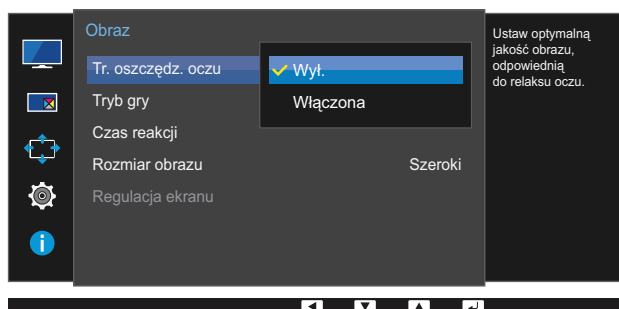 Obraz
Tr. oszczędz. oczu
Wył.
Tryb gry
Włączona
Czas reakcji
Rozmiar obrazu Szeroki
Regulacja ekranu
Ustaw optymalną
jakość obrazu,
odpowiednią
do relaksu oczu.